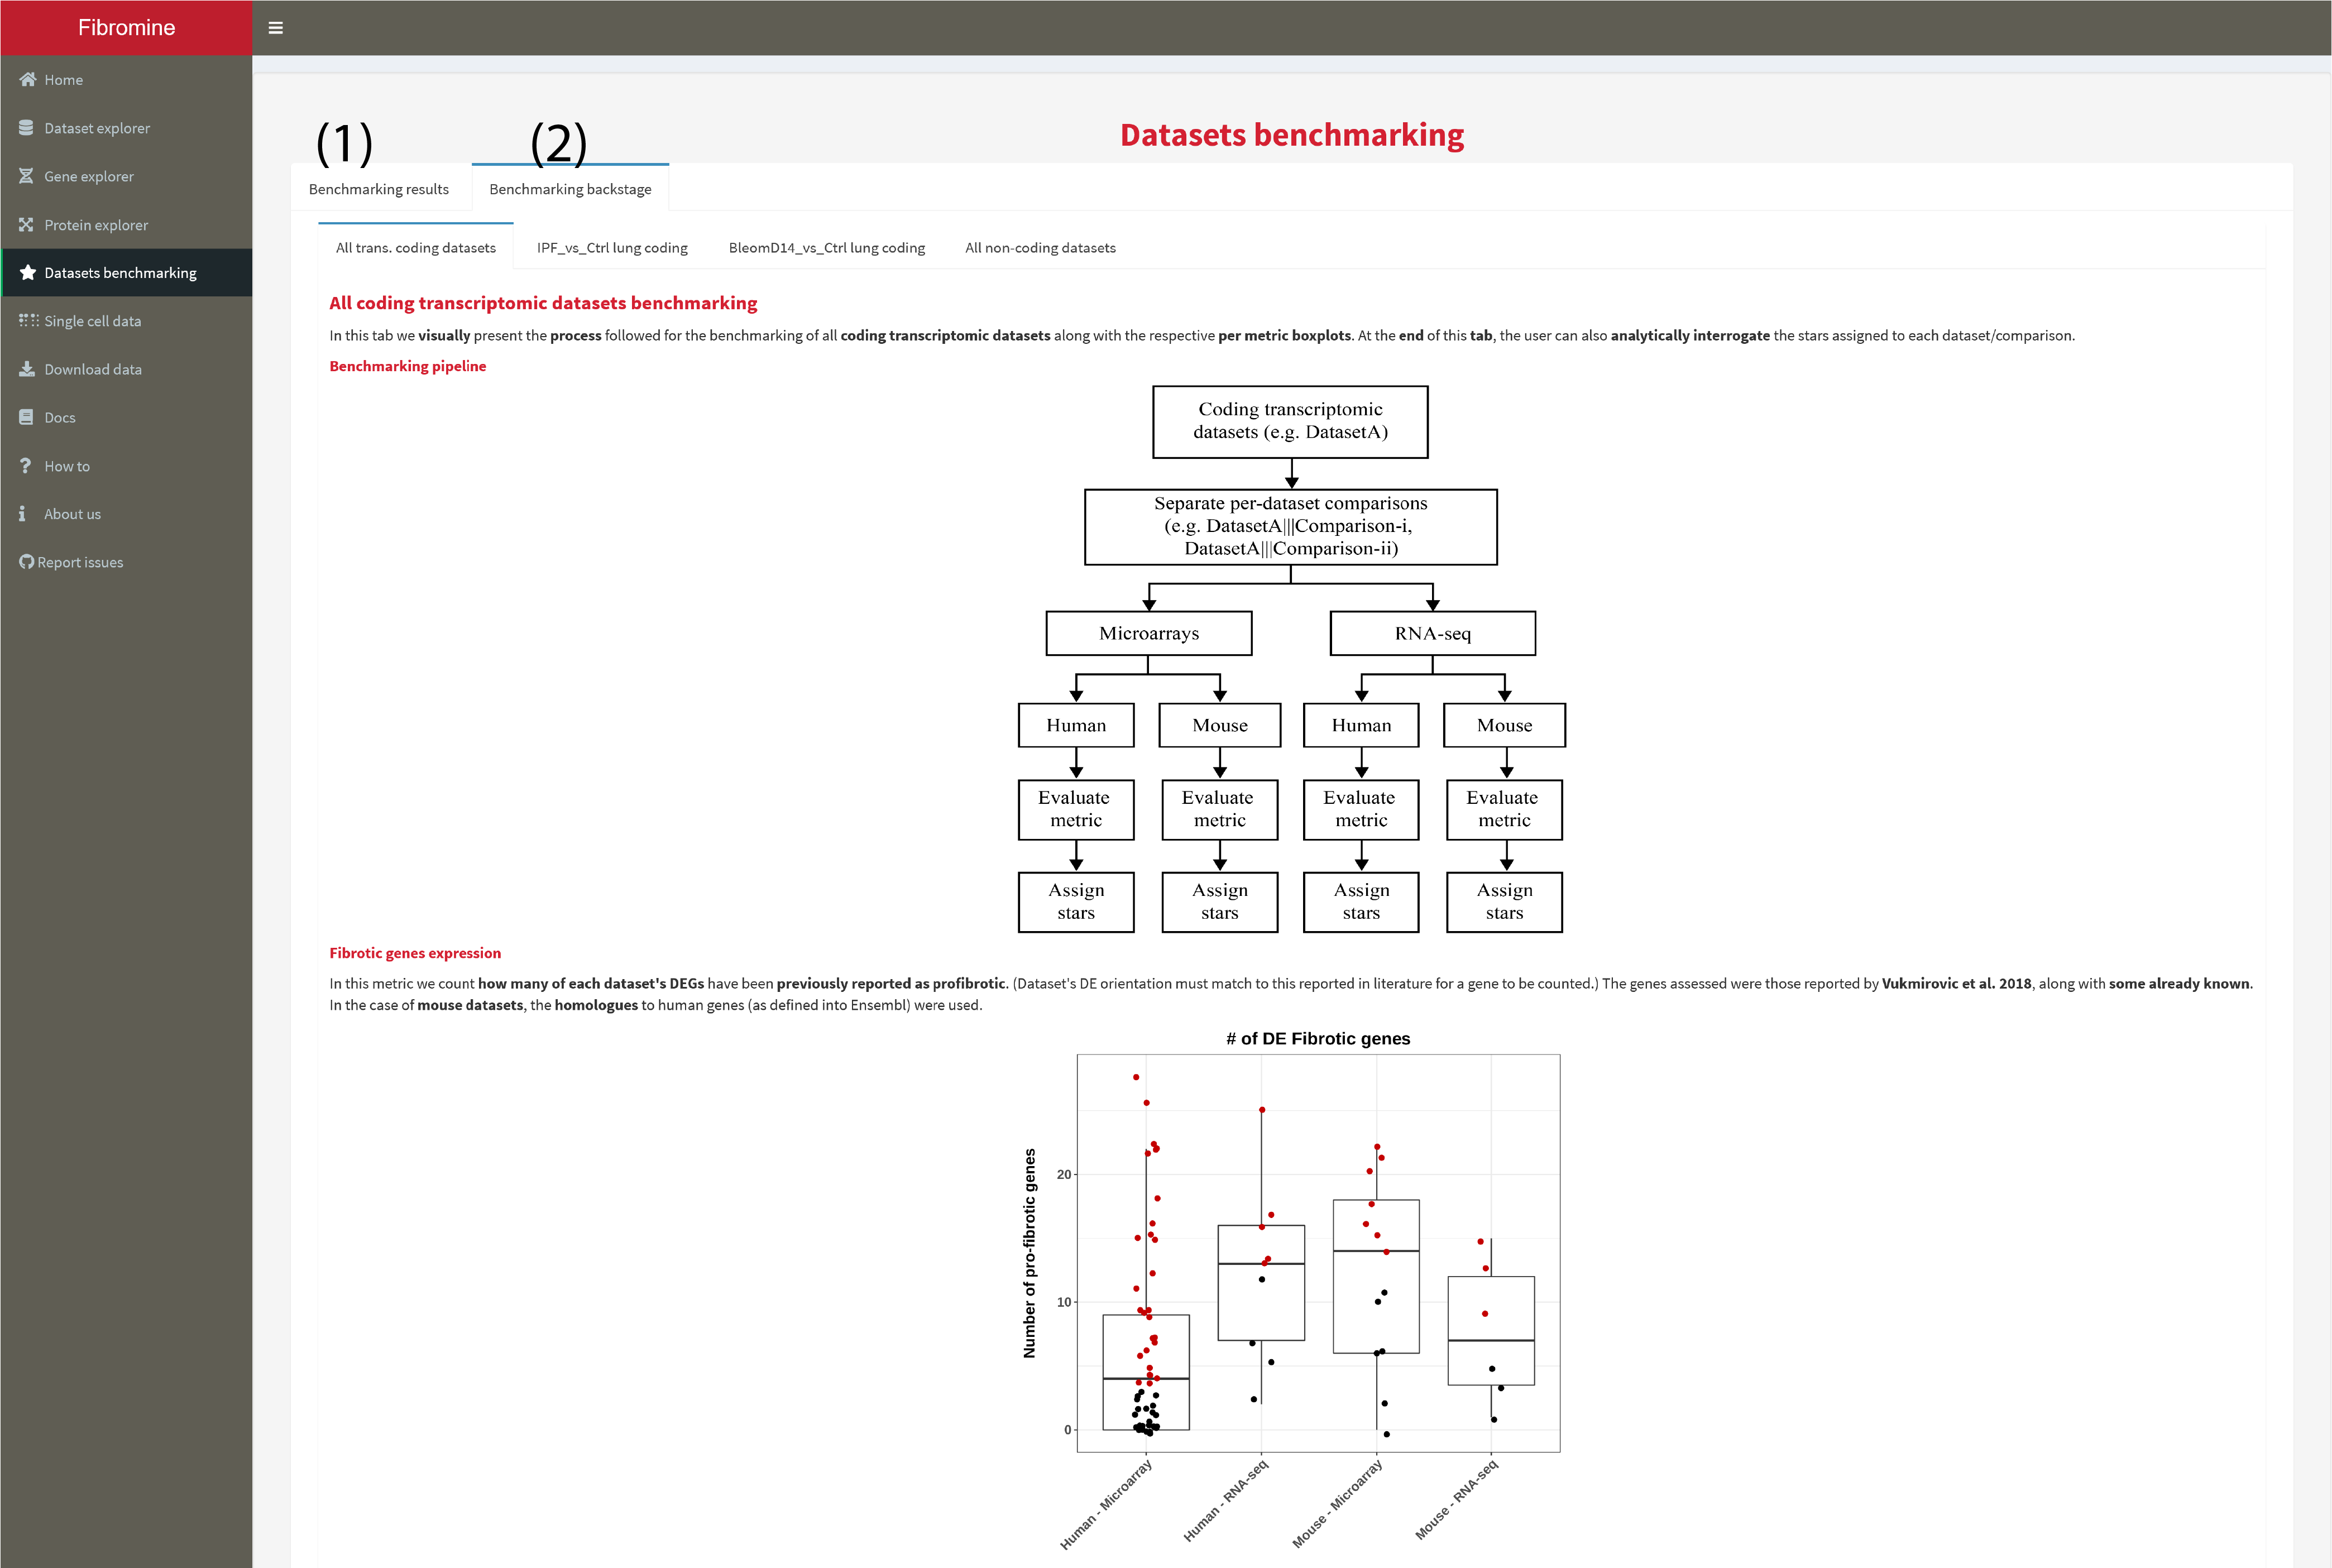 Fibromine
Home
Dataset explorer
Gene explorer
Protein explorer
Datasets benchmarking
Single cell data
Download data
Docs
How to
About us
Report issues
Datasets benchmarking
(1)
(2)
Benchmarking results
Benchmarking backstage
All trans. coding datasets
IPF_vs_Ctrl lung coding
BleomD14_vs_Ctrl lung coding
All non-coding datasets
All coding transcriptomic datasets benchmarking
In this tab we visually present the process followed for the benchmarking of all coding transcriptomic datasets along with the respective per metric boxplots. At the end of this tab, the user can also analytically interrogate the stars assigned to each dataset/comparison.
Benchmarking pipeline
Coding transcriptomic
datasets (e.g. DatasetA)
Separate per-dataset comparisons
(e.g. DatasetA|||Comparison-i,
DatasetA|||Comparison-ii)
Microarrays
RNA-seq
Human
Mouse
Human
Mouse
Evaluate
metric
Evaluate
metric
Evaluate
metric
Evaluate
metric
Assign
stars
Assign
stars
Assign
stars
Assign
stars
Fibrotic genes expression
In this metric we count how many of each dataset's DEGs have been previously reported as profibrotic. (Dataset's DE orientation must match to this reported in literature for a gene to be counted.) The genes assessed were those reported by Vukmirovic et al. 2018, along with some already known.
In the case of mouse datasets, the homologues to human genes (as defined into Ensembl) were used.
# of DE Fibrotic genes
Number of pro-fibrotic genes
20
10
0
Human - Microarray
Human - RNA-seq
Mouse - Microarray
Mouse - RNA-seq